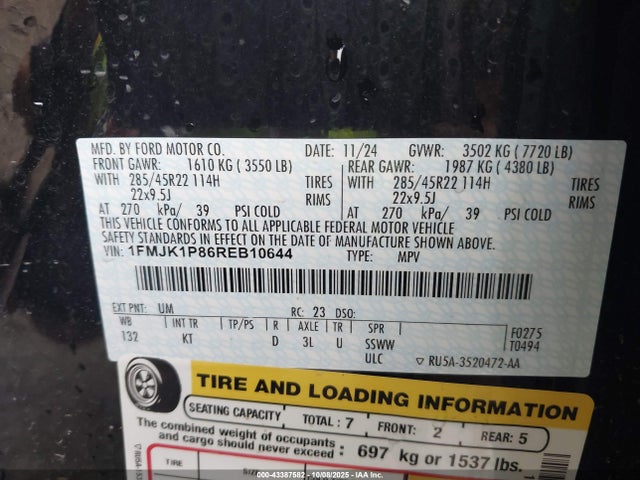 MFD. BY FORD MOTOR CO.
DATE: 11/24 GVWR: 3502 KG ( 7720 LB)
FRONT GAWR: 1610 KG ( 3550 LB)
REAR GAWR: 1987 KG ( 4380 LB)
WITH 285/45R22 114H TIRES
WITH 285/45R22 114H TIRES
22x9.5J RIMS
22x9.5J RIMS
AT 270 kPa/ 39 PSI COLD
AT 270 kPa/ 39 PSI COLD
THIS VEHICLE CONFORMS TO ALL APPLICABLE FEDERAL MOTOR VEHICLE
SAFETY STANDARDS IN EFFECT ON THE DATE OF MANUFACTURE SHOWN ABOVE.
VIN: 1FMJK1P86REB10644 TYPE: MPV
EXT PNT: UM RC: 23 DSO:
WB INT TR TP/PS R AXLE TR SPR F0275
132 KT D 3L U SSWW T0494
ULC ▽ RU5A-3520472-AA
TIRE AND LOADING INFORMATION
SEATING CAPACITY TOTAL : 7 FRONT: 2 REAR: 5
The combined weight of occupants
and cargo should never exceed : 697 kg or 1537 lbs.
TIRE
000-43387582 - 10/08/2025 - IAA Inc.